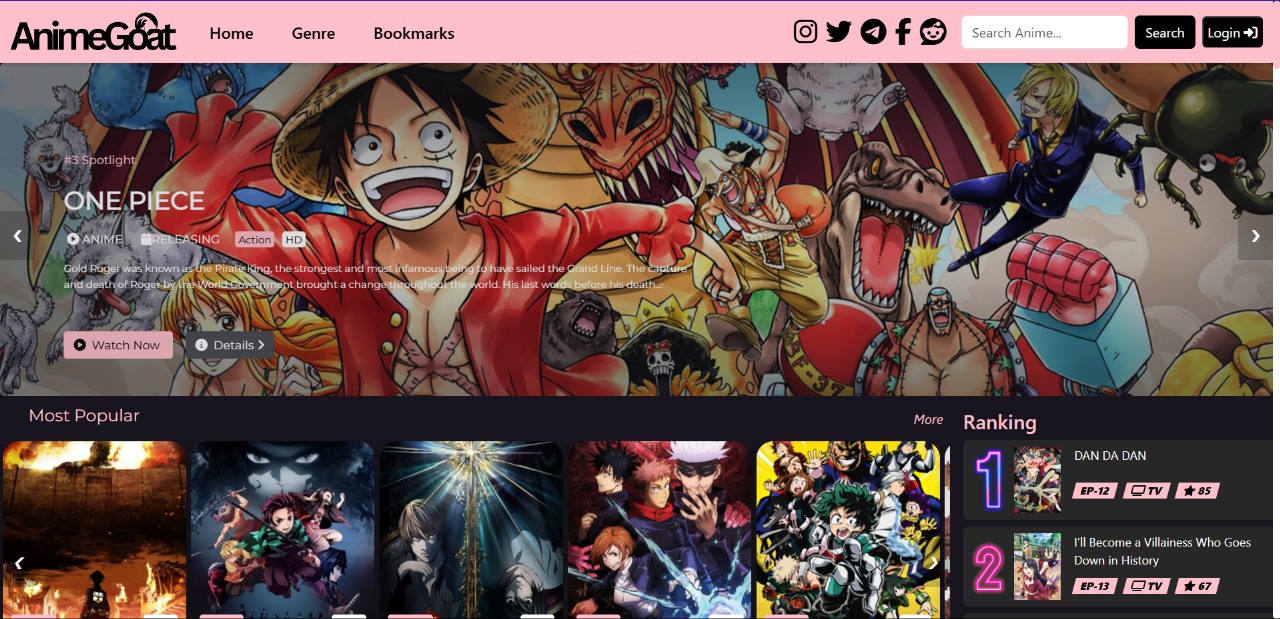 AnimeGoat
Home
Genre
Bookmarks
Search Anime...
Search
Login
#3 Spotlight
ONE PIECE
ANIME
RELEASING
Action
HD
Gold Roger was known as the Pirate King, the strongest and most infamous being to have sailed the Grand Line. The capture
and death of Roger by the World Government brought a change throughout the world. His last words before his death...
Watch Now
Details
BF-37
Most Popular
More
Ranking
1
DAN DA DAN
EP-12
TV
85
2
I'll Become a Villainess Who Goes
Down in History
EP-13
TV
67